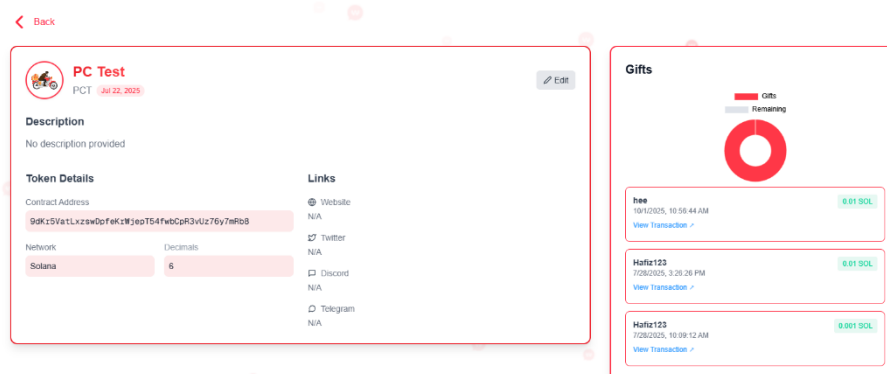 Back
PC Test
PCT Jul 22, 2025
Edit
Description
No description provided
Token Details
Contract Address
9dKr5VatLxzswDpfeKrWjepT54fwbCpR3vUz76y7mRb8
Network
Decimals
Solana
6
Links
Website
N/A
Twitter
N/A
Discord
N/A
Telegram
N/A
Gifts
Gifts
Remaining
hee
0.01 SOL
10/1/2025, 10:56:44 AM
View Transaction ↗
Hafiz123
0.01 SOL
7/28/2025, 3:26:26 PM
View Transaction ↗
Hafiz123
0.001 SOL
7/28/2025, 10:09:12 AM
View Transaction ↗